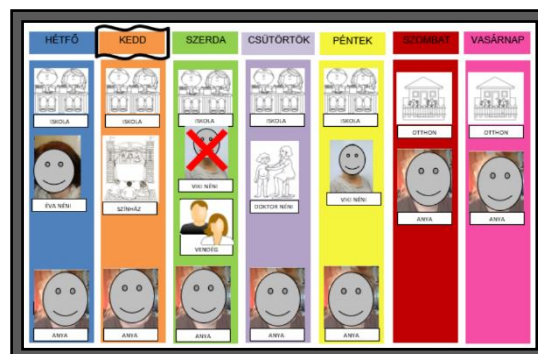 HÉTFŐ
KEDD
SZERDA
CSÜTÖRTÖK
PÉNTEK
SZOMBAT
VASÁRNAP
ISKOLA
ISKOLA
ISKOLA
ISKOLA
ISKOLA
OTTHON
OTTHON
ÉVA NÉNI
SZÍNHÁZ
VIKI NÉNI
DOKTOR NÉNI
VIKI NÉNI
ANYA
ANYA
VENDÉG
ANYA
ANYA
ANYA
ANYA
ANYA